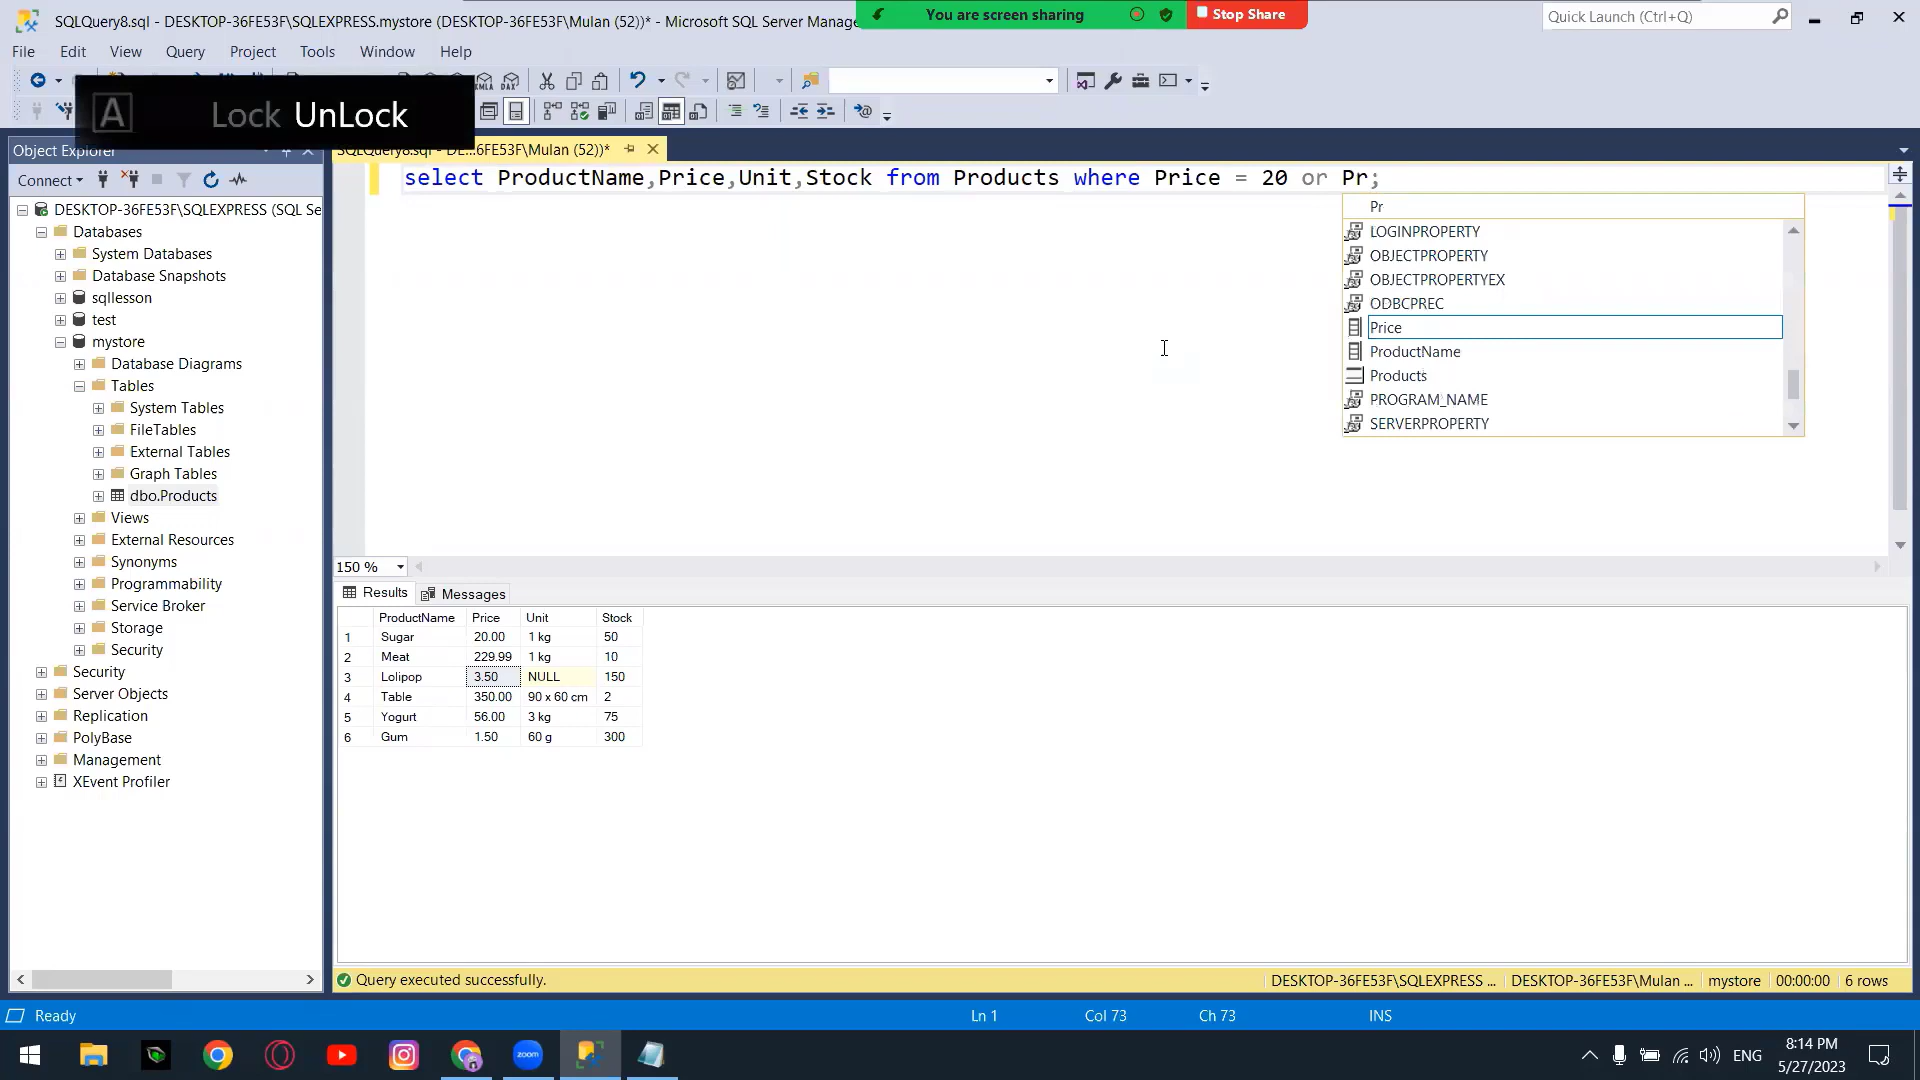 SQLQuery8.sql - DESKTOP-36FE53F\SQLEXPRESS.mystore (DESKTOP-36FE53F\Mulan (52))* - Microsoft SQL Server Mana
You are screen sharing
Stop Share
Quick Launch (Ctrl+Q)
File Edit View Query Project Tools Window Help
A Lock UnLock
Object Explorer
SQLQuery8.sql - DE...6FE53F\Mulan (52))*
Connect
select ProductName,Price,Unit,Stock from Products where Price = 20 or Pr;
Pr
LOGINPROPERTY
OBJECTPROPERTY
OBJECTPROPERTYEX
ODBCPREC
Price
ProductName
Products
PROGRAM_NAME
SERVERPROPERTY
DESKTOP-36FE53F\SQLEXPRESS (SQL Se
Databases
System Databases
Database Snapshots
sqllesson
test
mystore
Database Diagrams
Tables
System Tables
FileTables
External Tables
Graph Tables
dbo.Products
Views
External Resources
Synonyms
Programmability
Service Broker
Storage
Security
Security
Server Objects
Replication
PolyBase
Management
XEvent Profiler
150 %
Results Messages
ProductName Price Unit Stock
1 Sugar 20.00 1 kg 50
2 Meat 229.99 1 kg 10
3 Lolipop 3.50 NULL 150
4 Table 350.00 90 x 60 cm 2
5 Yogurt 56.00 3 kg 75
6 Gum 1.50 60 g 300
Query executed successfully.
DESKTOP-36FE53F\SQLEXPRESS ... DESKTOP-36FE53F\Mulan ... mystore 00:00:00 6 rows
Ready Ln 1 Col 73 Ch 73 INS
zoom
ENG
8:14 PM
5/27/2023